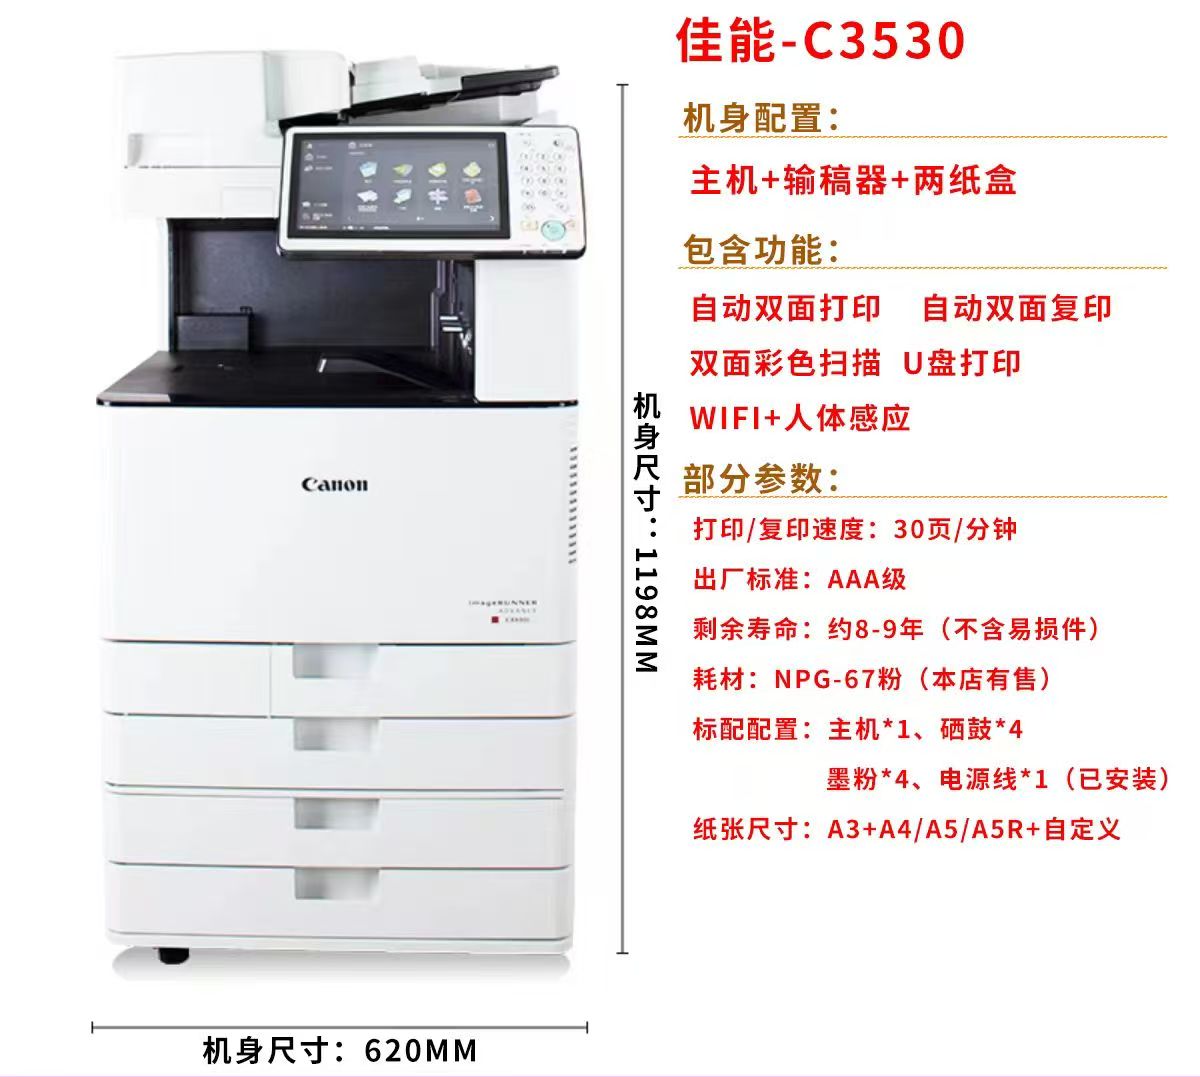 佳能-C3530
机身配置：
主机+输稿器+两纸盒
包含功能：
自动双面打印 自动双面复印
双面彩色扫描 U盘打印
WIFI+人体感应
部分参数：
打印/复印速度：30页/分钟
出厂标准：AAA级
剩余寿命：约8-9年（不含易损件）
耗材：NPG-67粉（本店有售）
标配配置：主机*1、硒鼓*4
墨粉*4、电源线*1（已安装）
纸张尺寸：A3+A4/A5/A5R+自定义
机身尺寸：1198MM
Canon
imageRUNNER
ADVANCE
机身尺寸：620MM